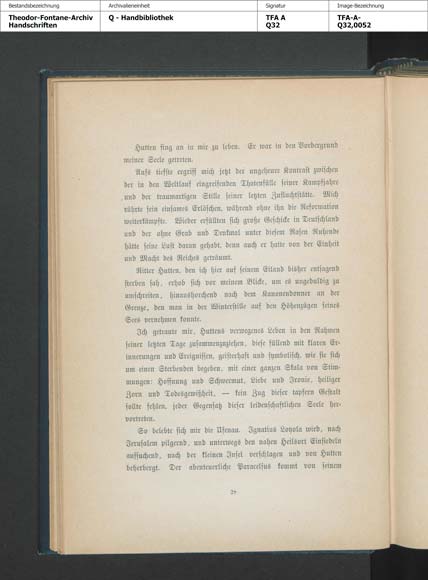 Bestandsbezeichnung
Archivalieneinheit
Signatur
Image-Bezeichnung
Theodor-Fontane-Archiv
Handschriften
Q - Handbibliothek
TFA A
Q32
TFA-A-
Q32,0052
Hutten fing an in mir zu leben. Er war in den Vordergrund
meiner Seele getreten.
Aufs tiefste ergriff mich jetzt der ungeheure Kontrast zwischen
der in den Weltlauf eingreifenden Thatenfülle seiner Kampfjahre
und der traumartigen Stille seiner letzten Zufluchtstätte. Mich
rührte sein einsames Erlöschen, während ohne ihn die Reformation
weiterkämpfte. Wieder erfüllten sich große Geschicke in Deutschland
und der ohne Grab und Denkmal unter diesem Rasen Ruhende
hätte seine Lust daran gehabt, denn auch er hatte von der Einheit
und Macht des Reiches geträumt.
Ritter Hutten, den ich hier auf seinem Eiland bisher entsagend
sterben sah, erhob sich vor meinem Blicke, um es ungeduldig zu
umschreiten, hinaushorchend nach dem Kanonendonner an der
Grenze, den man in der Winterstille auf den Höhenzügen seines
Sees vernehmen konnte.
Ich getraute mir, Huttens verwegenes Leben in den Rahmen
seiner letzten Tage zusammenzuziehen, diese füllend mit klaren Er-
innerungen und Ereignissen, geisterhaft und symbolisch, wie sie sich
um einen Sterbenden begeben, mit einer ganzen Skala von Stim-
mungen: Hoffnung und Schwermut, Liebe und Ironie, heiliger
Zorn und Todesgewißheit, — kein Zug dieser tapfern Gestalt
sollte fehlen, jeder Gegensatz dieser leidenschaftlichen Seele her-
vortreten.
So belebte sich mir die Ufenau. Ignatius Loyola wird, nach
Jerusalem pilgernd, und unterwegs den nahen Heilsort Einsiedeln
aufsuchend, nach der kleinen Insel verschlagen und von Hutten
beherbergt. Der abenteuerliche Paracelsus kommt von seinem